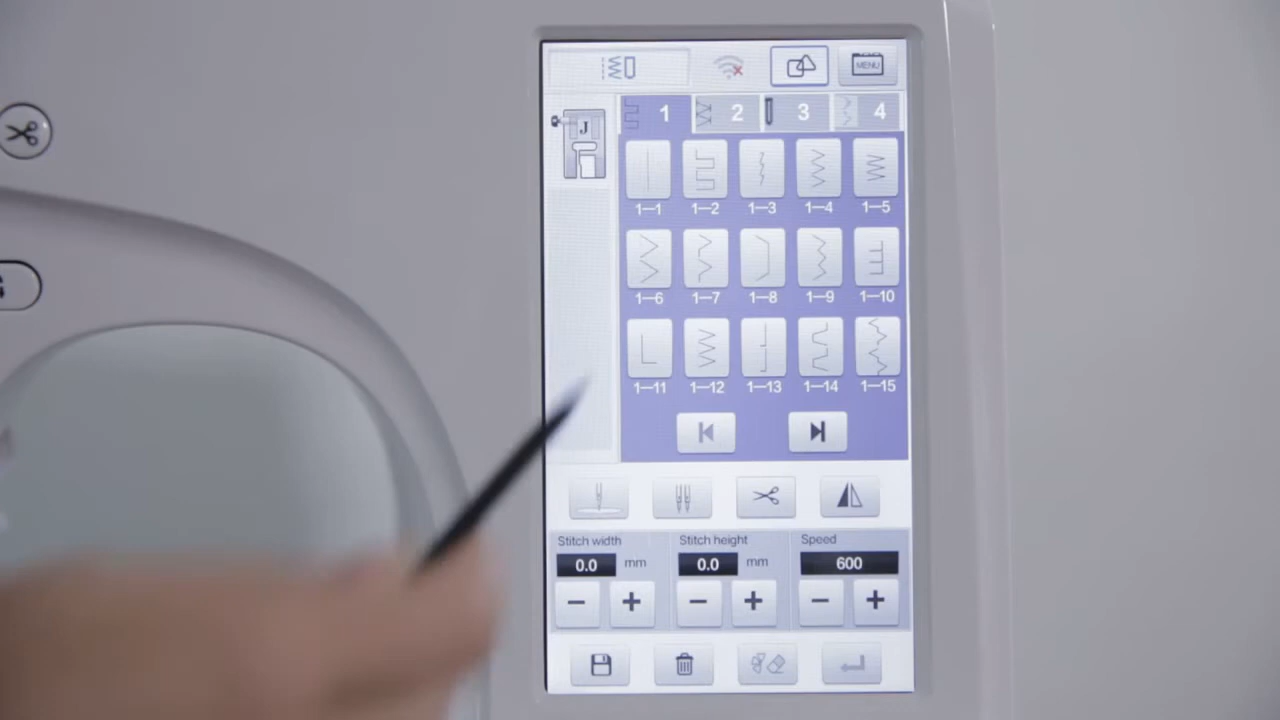 MENU
1 2 3 4
J
1—1 1—2 1—3 1—4 1—5
1—6 1—7 1—8 1—9 1—10
1—11 1—12 1—13 1—14 1—15
Stitch width Stitch height Speed
0.0 mm 0.0 mm 600